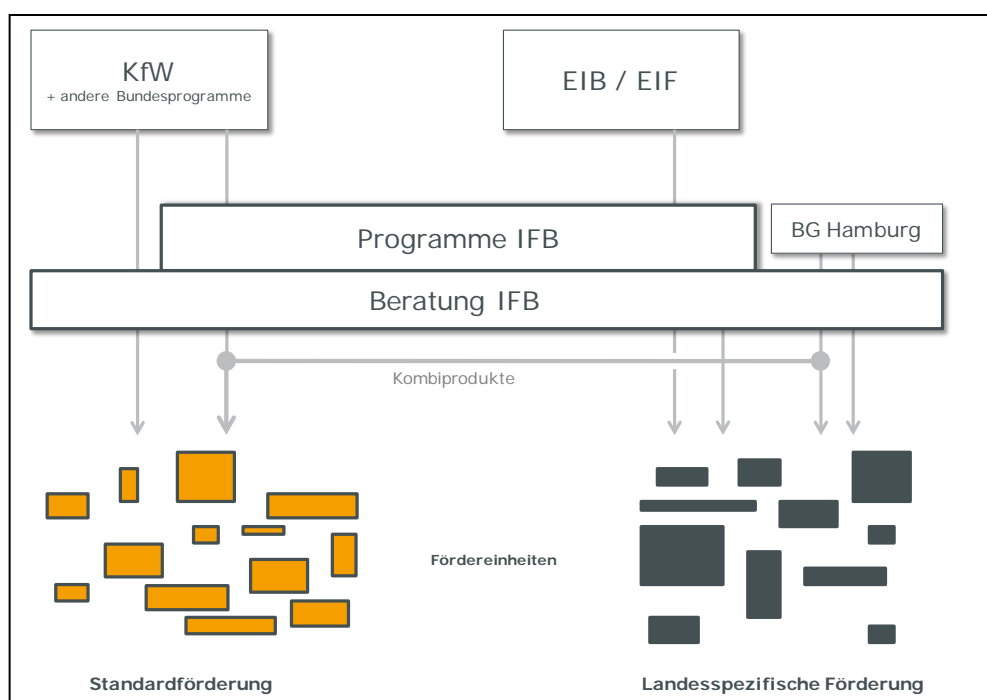 KfW
+ andere Bundesprogramme
EIB / EIF
Programme IFB
BG Hamburg
Beratung IFB
Kombiprodukte
Fördereinheiten
Standardförderung
Landesspezifische Förderung